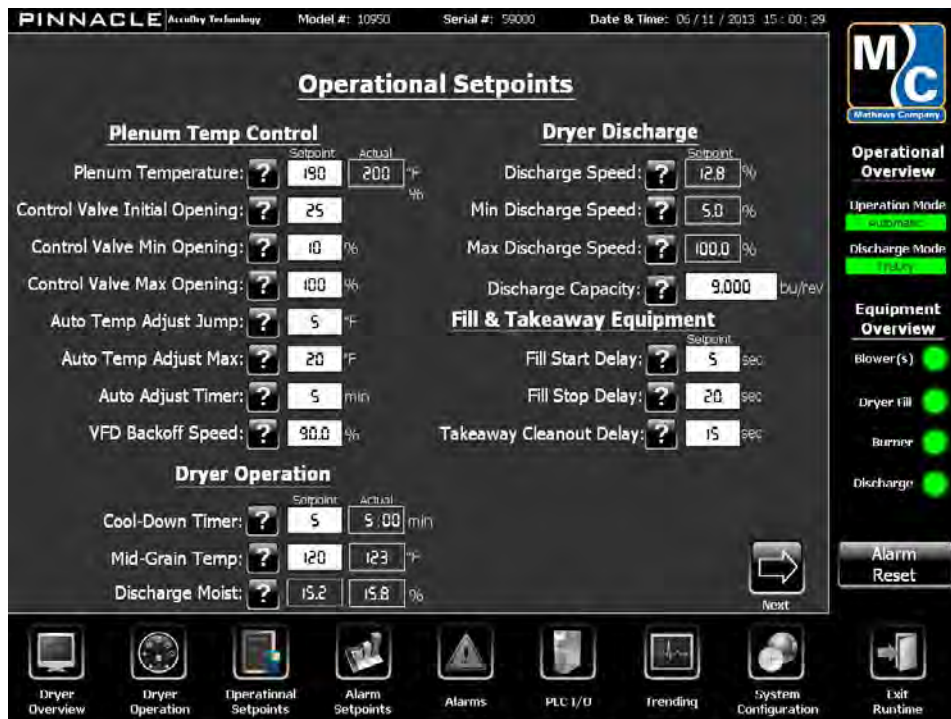 PINNACLE AccuDry Technology Model #: 10950 Serial #: 59000 Date & Time: 06 / 11 / 2013 15 : 00 : 29
Operational Setpoints
Plenum Temp Control
Setpoint Actual
Plenum Temperature: ? 190 200 °F
%
Control Valve Initial Opening: ? 25
Control Valve Min Opening: ? 10 %
Control Valve Max Opening: ? 100 %
Auto Temp Adjust Jump: ? 5 °F
Auto Temp Adjust Max: ? 20 °F
Auto Adjust Timer: ? 5 min
VFD Backoff Speed: ? 90.0 %
Dryer Operation
Setpoint Actual
Cool-Down Timer: ? 5 5:00 min
Mid-Grain Temp: ? 120 123 °F
Discharge Moist: ? 15.2 15.8 %
Dryer Discharge
Setpoint
Discharge Speed: ? 12.8 %
Min Discharge Speed: ? 5.0 %
Max Discharge Speed: ? 100.0 %
Discharge Capacity: ? 9.000 bu/rev
Fill & Takeaway Equipment
Setpoint
Fill Start Delay: ? 5 sec
Fill Stop Delay: ? 20 sec
Takeaway Cleanout Delay: ? 15 sec
Next
MC
Mathews Company
Operational
Overview
Operation Mode
Automatic
Discharge Mode
Equipment
Overview
Blower(s)
Dryer Fill
Burner
Discharge
Alarm
Reset
Dryer
Overview
Dryer
Operation
Operational
Setpoints
Alarm
Setpoints
Alarms
PLC I/O
Trending
System
Configuration
Exit
Runtime